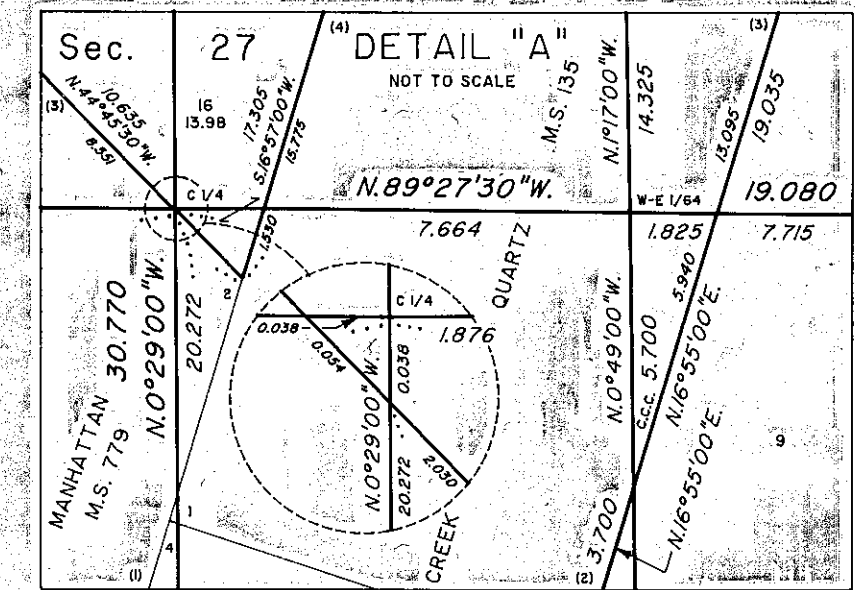 Sec. 27
DETAIL "A"
NOT TO SCALE
(4)
(3)
(3)
10.635
N.44°45'30"W.
8.551
16
13.98
17.305
S.16°57'00"W.
15.775
M.S. 135
N.1°17'00"W.
14.325
13.095
19.035
C 1/4
N.89°27'30"W.
W-E 1/64
19.080
7.664
1.825
7.715
1.530
2
QUARTZ
CREEK
MANHATTAN
M.S. 779
30.770
N.0°29'00"W.
20.272
C 1/4
0.038
1.876
0.054
0.038
N.0°29'00"W.
20.272
2.030
N.0°49'00"W.
C.C.C. 5.700
5.940
N.16°55'00"E.
9
1
4
(1)
(2)
3.700
N.16°55'00"E.